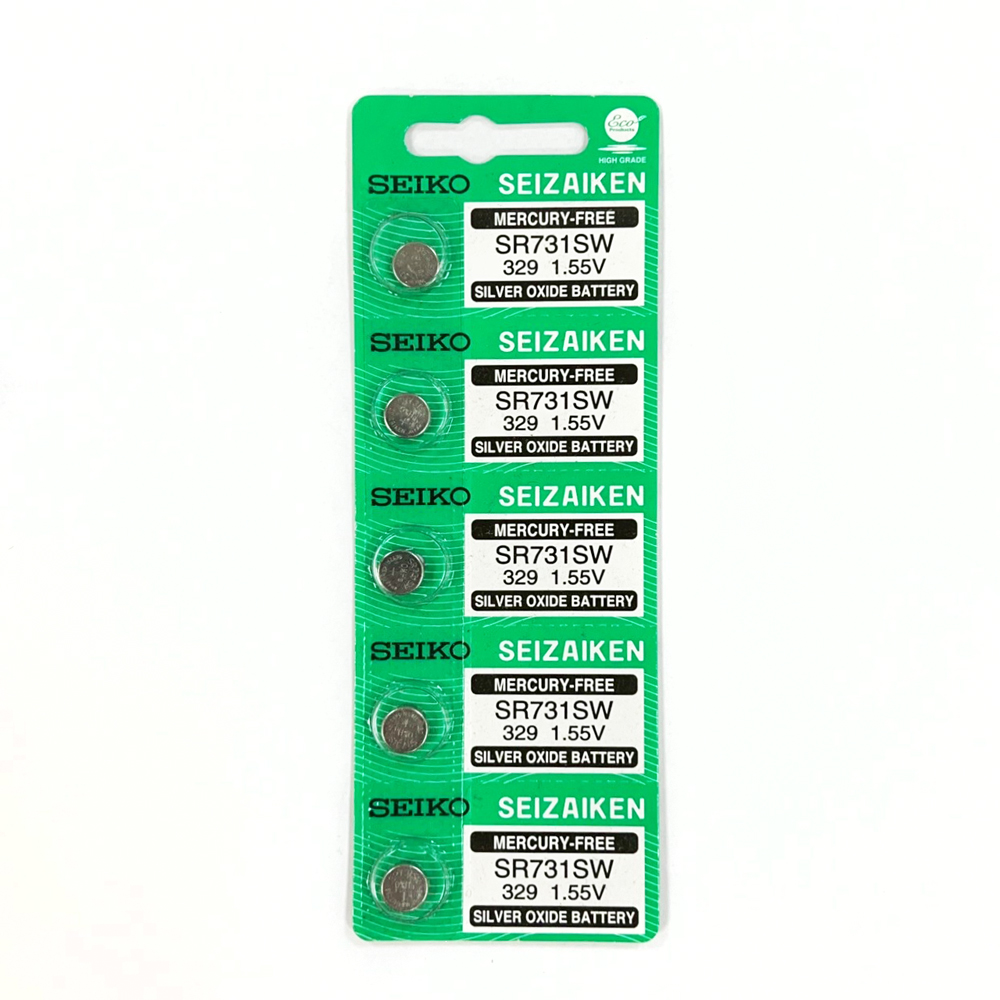 Eco
Products
HIGH GRADE
SEIKO SEIZAIKEN
MERCURY-FREE
SR731SW
329 1.55V
SILVER OXIDE BATTERY
SEIKO SEIZAIKEN
MERCURY-FREE
SR731SW
329 1.55V
SILVER OXIDE BATTERY
SEIKO SEIZAIKEN
MERCURY-FREE
SR731SW
329 1.55V
SILVER OXIDE BATTERY
SEIKO SEIZAIKEN
MERCURY-FREE
SR731SW
329 1.55V
SILVER OXIDE BATTERY
SEIKO SEIZAIKEN
MERCURY-FREE
SR731SW
329 1.55V
SILVER OXIDE BATTERY